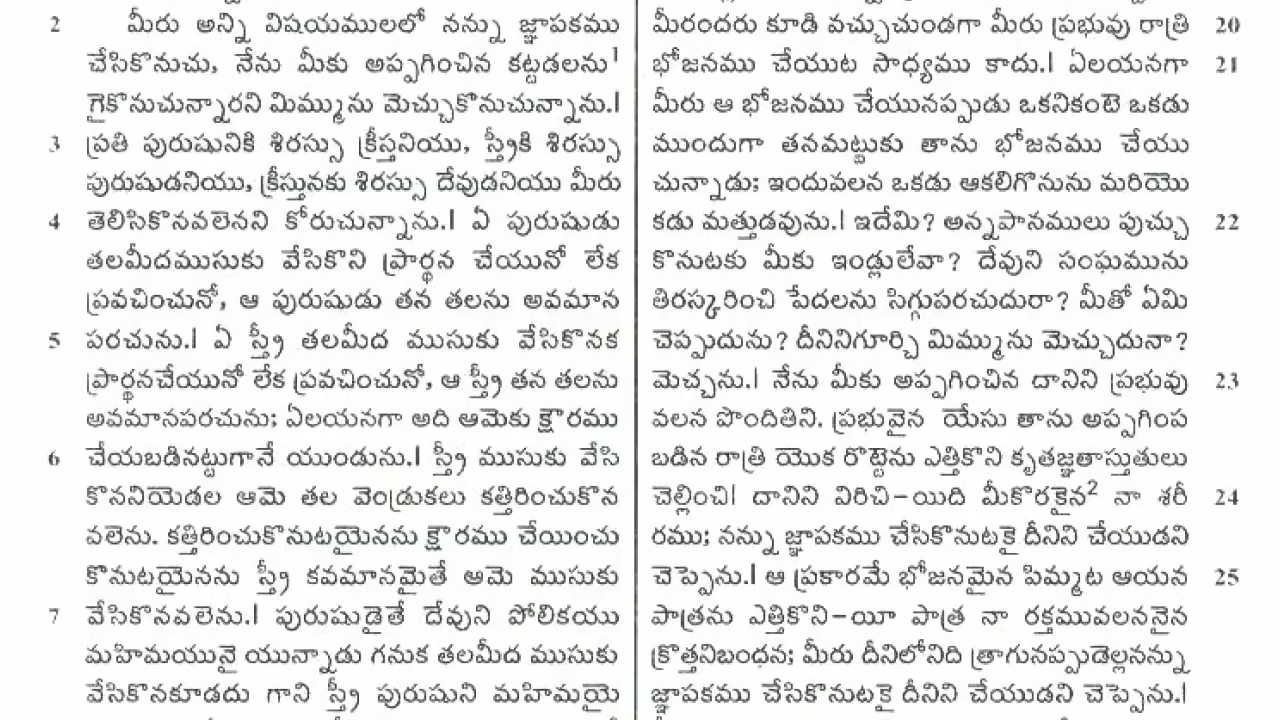 2 మీరు అన్ని విషయములలో నన్ను జ్ఞాపకము
చేసికొనుచు, నేను మీకు అప్పగించిన కట్టడలను¹
గైకొనుచున్నారని మిమ్మును మెచ్చుకొనుచున్నాను.|
3 ప్రతి పురుషునికి శిరస్సు క్రీస్తనియు, స్త్రీకి శిరస్సు
పురుషుడనియు, క్రీస్తునకు శిరస్సు దేవుడనియు మీరు
4 తెలిసికొనవలెనని కోరుచున్నాను.| ఏ పురుషుడు
తలమీదముసుకు వేసికొని ప్రార్థన చేయునో లేక
ప్రవచించునో, ఆ పురుషుడు తన తలను అవమాన
5 పరచును.| ఏ స్త్రీ తలమీద ముసుకు వేసికొనక
ప్రార్థనచేయునో లేక ప్రవచించునో, ఆ స్త్రీ తన తలను
అవమానపరచును; ఏలయనగా అది ఆమెకు క్షౌరము
6 చేయబడినట్టుగానే యుండును.| స్త్రీ ముసుకు వేసి
కొననియెడల ఆమె తల వెండ్రుకలు కత్తిరించుకొన
వలెను. కత్తిరించుకొనుటయైనను క్షౌరము చేయించు
కొనుటయైనను స్త్రీ కవమానమైతే ఆమె ముసుకు
7 వేసికొనవలెను.| పురుషుడైతే దేవుని పోలికయు
మహిమయునై యున్నాడు గనుక తలమీద ముసుకు
వేసికొనకూడదు గాని స్త్రీ పురుషుని మహిమయై
మీరందరు కూడి వచ్చుచుండగా మీరు ప్రభువు రాత్రి 20
భోజనము చేయుట సాధ్యము కాదు.| ఏలయనగా 21
మీరు ఆ భోజనము చేయునప్పుడు ఒకనికంటె ఒకడు
ముందుగా తనమట్టుకు తాను భోజనము చేయు
చున్నాడు; ఇందువలన ఒకడు ఆకలిగొనును మరియొ
కడు మత్తుడవును.| ఇదేమి? అన్నపానములు పుచ్చు 22
కొనుటకు మీకు ఇండ్లులేవా? దేవుని సంఘమును
తిరస్కరించి పేదలను సిగ్గుపరచుదురా? మీతో ఏమి
చెప్పుదును? దీనినిగూర్చి మిమ్మును మెచ్చుదునా?
మెచ్చను.| నేను మీకు అప్పగించిన దానిని ప్రభువు 23
వలన పొందితిని. ప్రభువైన యేసు తాను అప్పగింప
బడిన రాత్రి యొక రొట్టెను ఎత్తికొని కృతజ్ఞతాస్తుతులు
చెల్లించి| దానిని విరిచి–యిది మీకొరకైన² నా శరీ 24
రము; నన్ను జ్ఞాపకము చేసికొనుటకై దీనిని చేయుడని
చెప్పెను.| ఆ ప్రకారమే భోజనమైన పిమ్మట ఆయన 25
పాత్రను ఎత్తికొని–యీ పాత్ర నా రక్తమువలననైన
క్రొత్తనిబంధన; మీరు దీనిలోనిది త్రాగునప్పుడెల్లనన్ను
జ్ఞాపకము చేసికొనుటకై దీనిని చేయుడని చెప్పెను.|